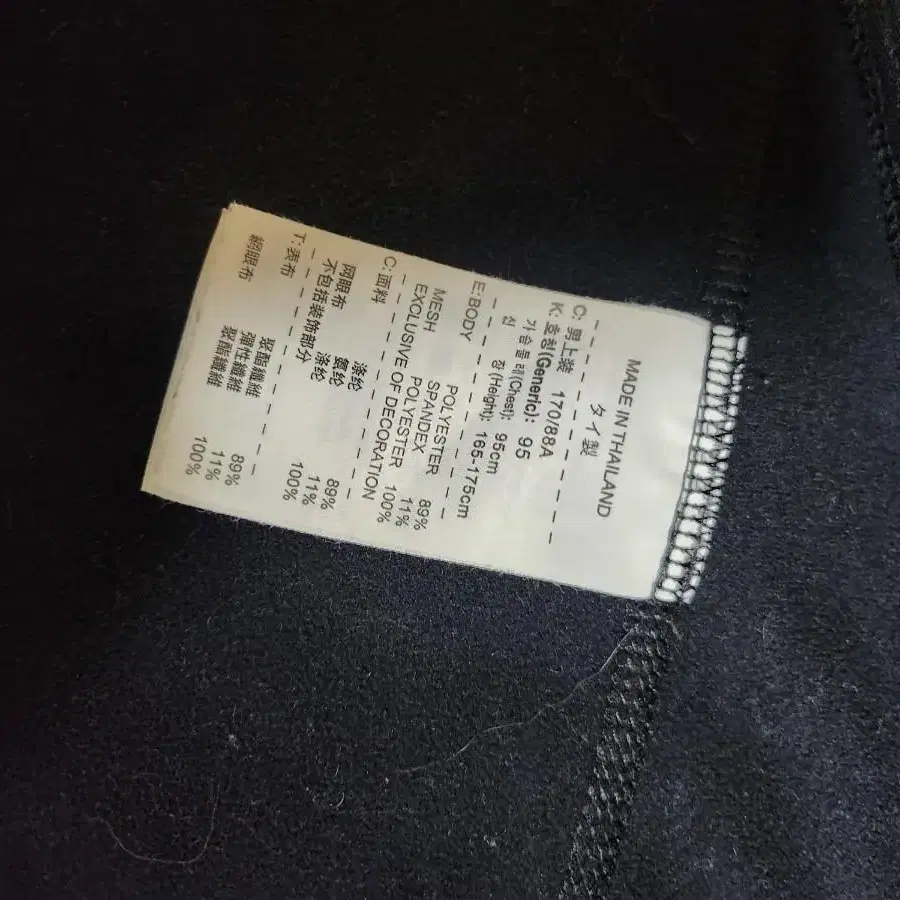 MADE IN THAILAND
タイ製
C: 男上装 170/88A
K: 호칭(Generic): 95
가슴둘레(Chest): 95cm
신 장(Height): 165-175cm
E: BODY
POLYESTER 89%
SPANDEX 11%
MESH POLYESTER 100%
EXCLUSIVE OF DECORATION
C: 面料
涤纶 89%
氨纶 11%
网眼布 涤纶 100%
不包括装饰部分
T: 表布
聚酯纖維 89%
彈性纖維 11%
網眼布 聚酯纖維 100%